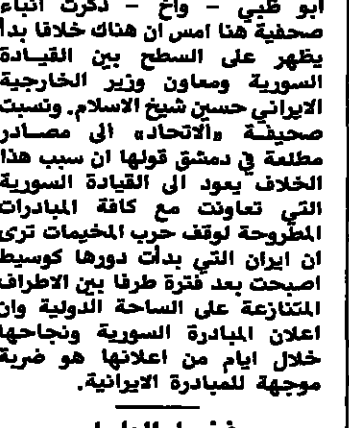 ابو ظبي - واخ - ذكرت انباء
صحفية هنا امس ان هناك خلافا بدأ
يظهر على السطح بين القيادة
السورية ومعاون وزير الخارجية
الايراني حسين شيخ الاسلام. ونسبت
صحيفة «الاتحاد» الى مصادر
مطلعة في دمشق قولها ان سبب هذا
الخلاف يعود الى القيادة السورية
التي تعاونت مع كافة المبادرات
المطروحة لوقف حرب المخيمات ترى
ان ايران التي بدأت دورها كوسيط
اصبحت بعد فترة طرفا بين الاطراف
المتنازعة على الساحة الدولية وان
اعلان المبادرة السورية ونجاحها
خلال ايام من اعلانها هو ضربة
موجهة للمبادرة الايرانية.